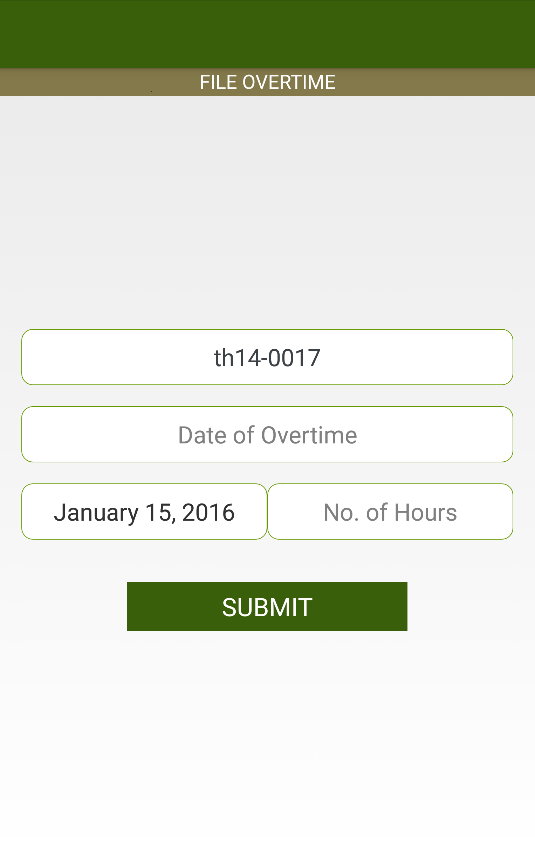 FILE OVERTIME
th14-0017
Date of Overtime
January 15, 2016 No. of Hours
SUBMIT